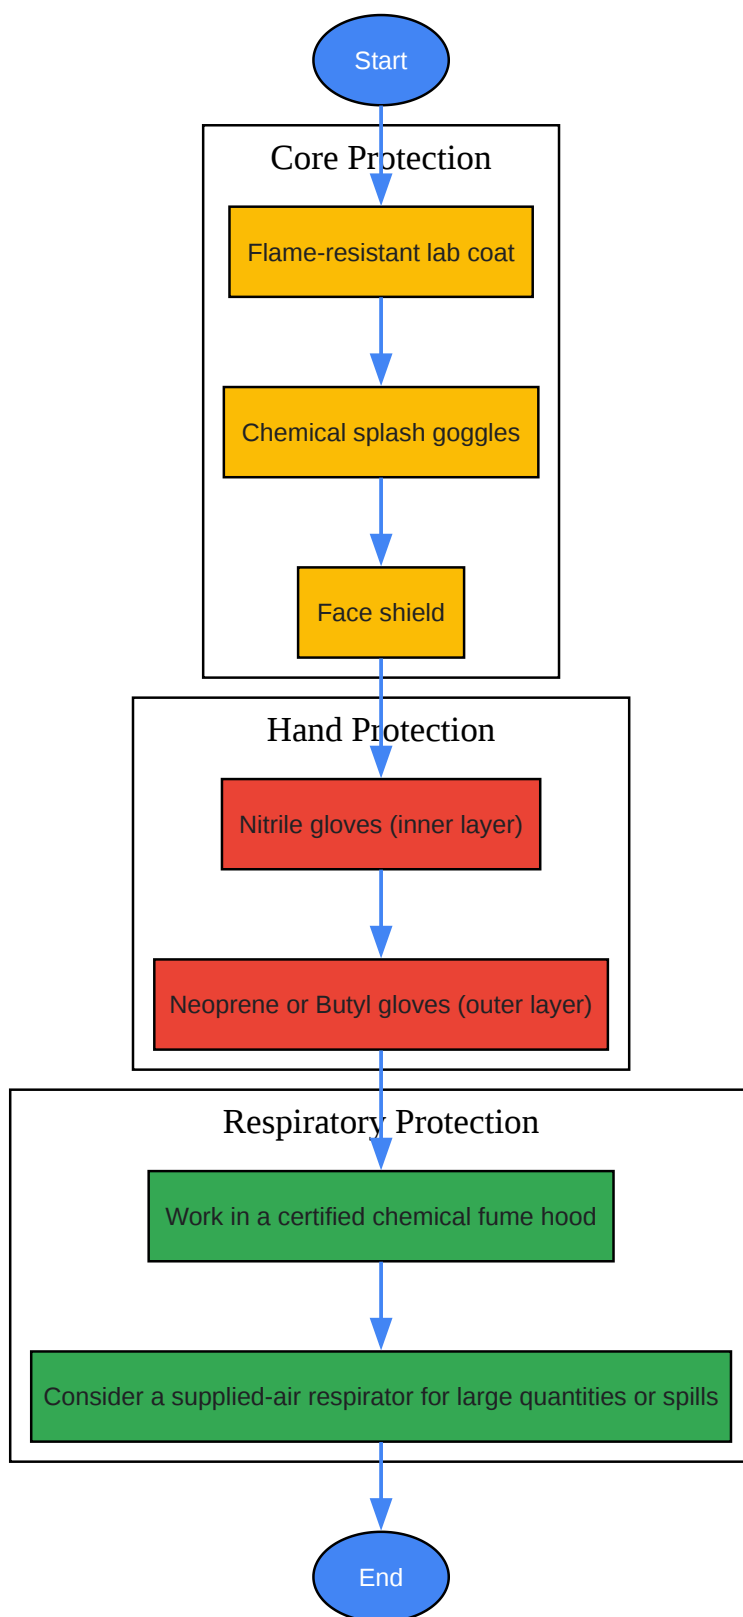 Start
Core Protection
Flame-resistant lab coat
Chemical splash goggles
Face shield
Hand Protection
Nitrile gloves (inner layer)
Neoprene or Butyl gloves (outer layer)
Respiratory Protection
Work in a certified chemical fume hood
Consider a supplied-air respirator for large quantities or spills
End